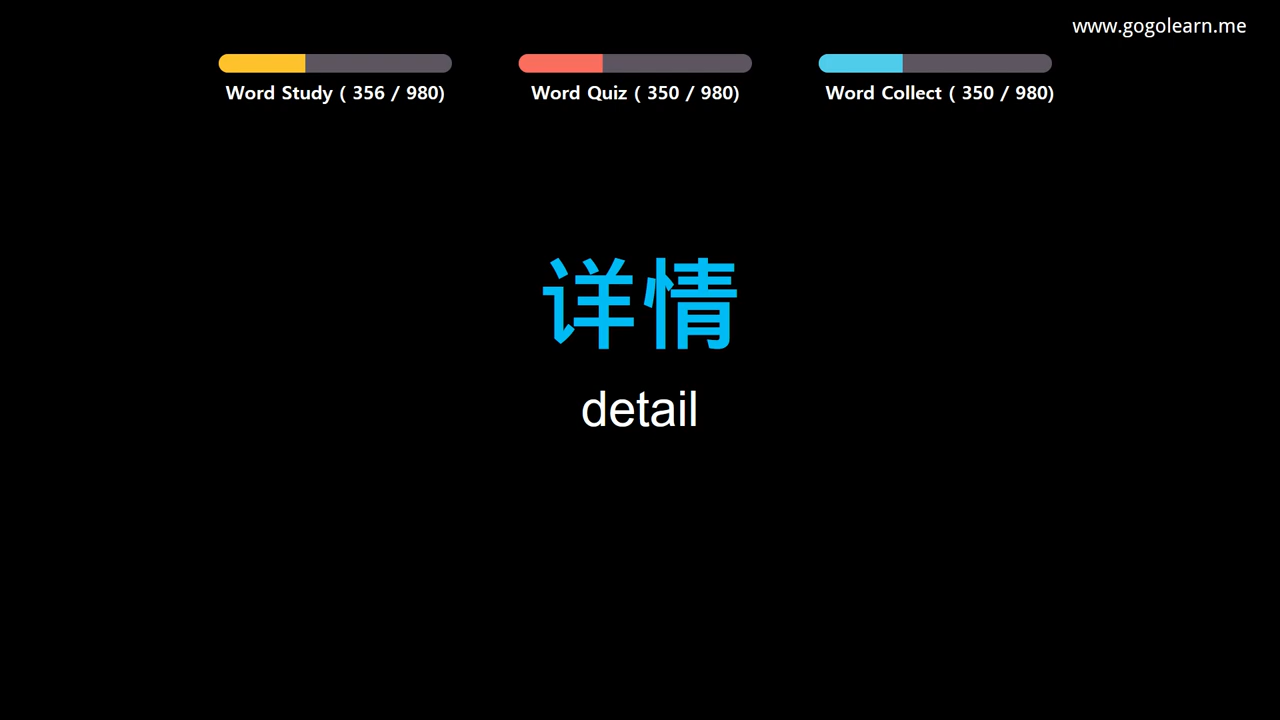 www.gogolearn.me
Word Study ( 356 / 980)
Word Quiz ( 350 / 980)
Word Collect ( 350 / 980)
详情
detail